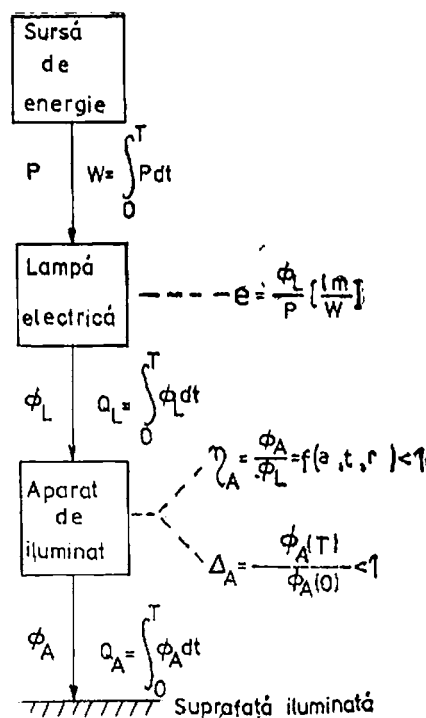 Sursă
de
energie
P W= ∫₀ᵀ Pdt
Lampă
electrică
e = ϕ_L/P [lm/W]
ϕ_L Q_L= ∫₀ᵀ ϕ_L dt
Aparat
de
iluminat
η_A = ϕ_A/ϕ_L = f(a,t,r) <1
Δ_A = ϕ_A(T)/ϕ_A(0) <1
ϕ_A Q_A= ∫₀ᵀ ϕ_A dt
Suprafață iluminată